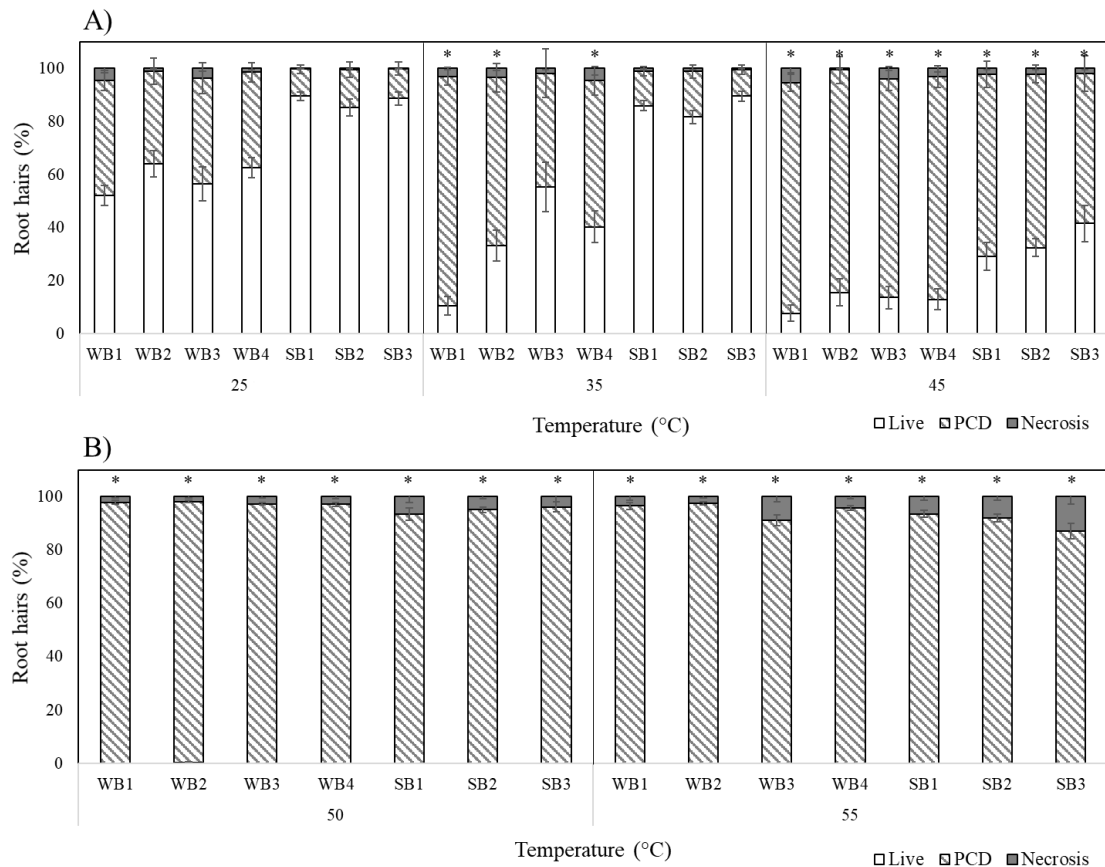 A)
Root hairs (%)
* * * * * * * * * *
100
80
60
40
20
0
WB1 WB2 WB3 WB4 SB1 SB2 SB3 WB1 WB2 WB3 WB4 SB1 SB2 SB3 WB1 WB2 WB3 WB4 SB1 SB2 SB3
25 35 45
Temperature (°C)
Live PCD Necrosis
B)
Root hairs (%)
* * * * * * * * * * * * * *
100
80
60
40
20
0
WB1 WB2 WB3 WB4 SB1 SB2 SB3 WB1 WB2 WB3 WB4 SB1 SB2 SB3
50 55
Temperature (°C)
Live PCD Necrosis